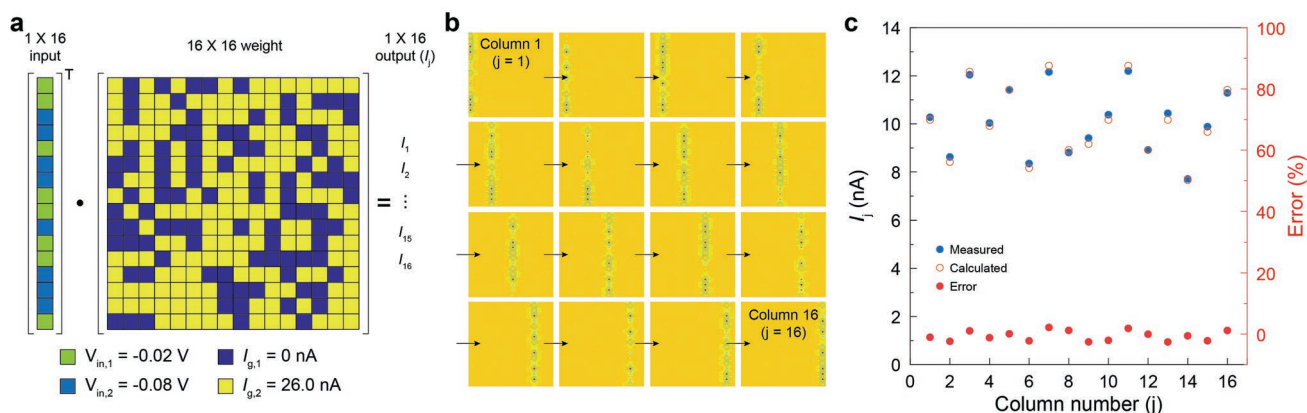 a
1 X 16
input
16 X 16 weight
1 X 16
output (Ij)
T
•
=
I1
I2
⋮
I15
I16
Vin,1 = -0.02 V
Ig,1 = 0 nA
Vin,2 = -0.08 V
Ig,2 = 26.0 nA
b
Column 1
(j = 1)
Column 16
(j = 16)
c
14
12
10
8
6
4
2
0
Ij (nA)
Measured
Calculated
Error
100
80
60
40
20
0
Error (%)
0 2 4 6 8 10 12 14 16
Column number (j)